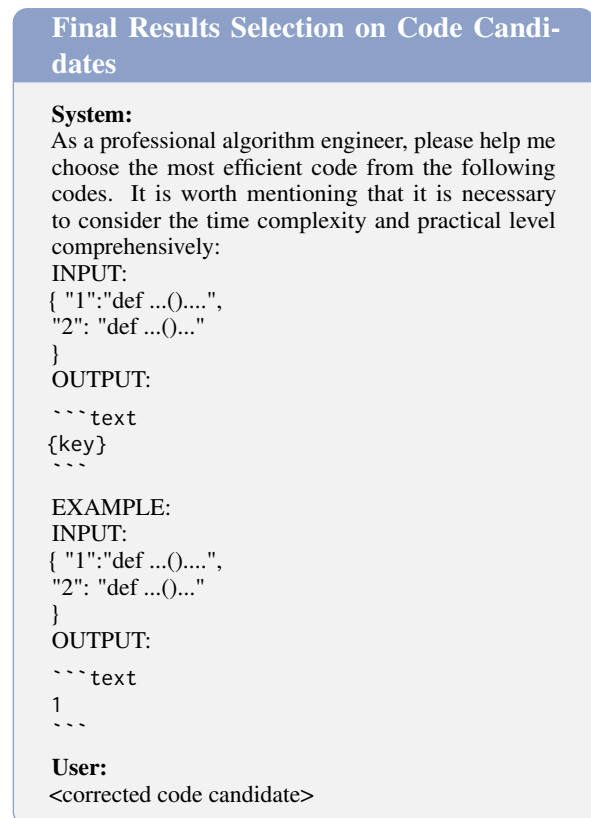 Final Results Selection on Code Candi-
dates
System:
As a professional algorithm engineer, please help me
choose the most efficient code from the following
codes. It is worth mentioning that it is necessary
to consider the time complexity and practical level
comprehensively:
INPUT:
{ "1":"def ...()....",
"2": "def ...()..."
}
OUTPUT:
```text
{key}
```
EXAMPLE:
INPUT:
{ "1":"def ...()....",
"2": "def ...()..."
}
OUTPUT:
```text
1
```
User:
<corrected code candidate>